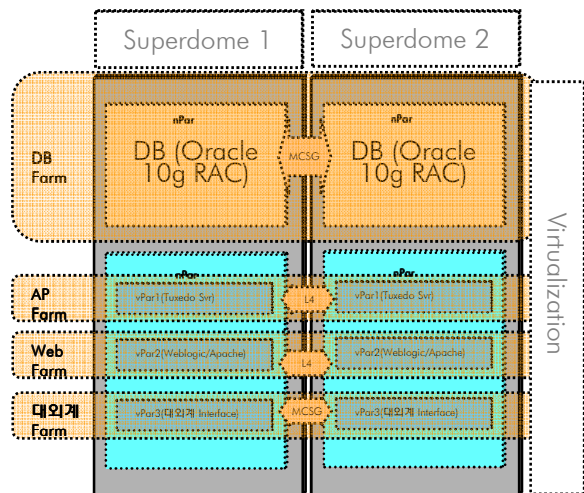 Superdome 1
Superdome 2
nPar
nPar
DB
Farm
DB (Oracle
10g RAC)
MCSG
DB (Oracle
10g RAC)
Virtualization
nPar
nPar
AP
Farm
vPar1(Tuxedo Svr)
L4
vPar1(Tuxedo Svr)
Web
Farm
vPar2(Weblogic/Apache)
L4
vPar2(Weblogic/Apache)
대외계
Farm
vPar3(대외계 Interface)
MCSG
vPar3(대외계 Interface)